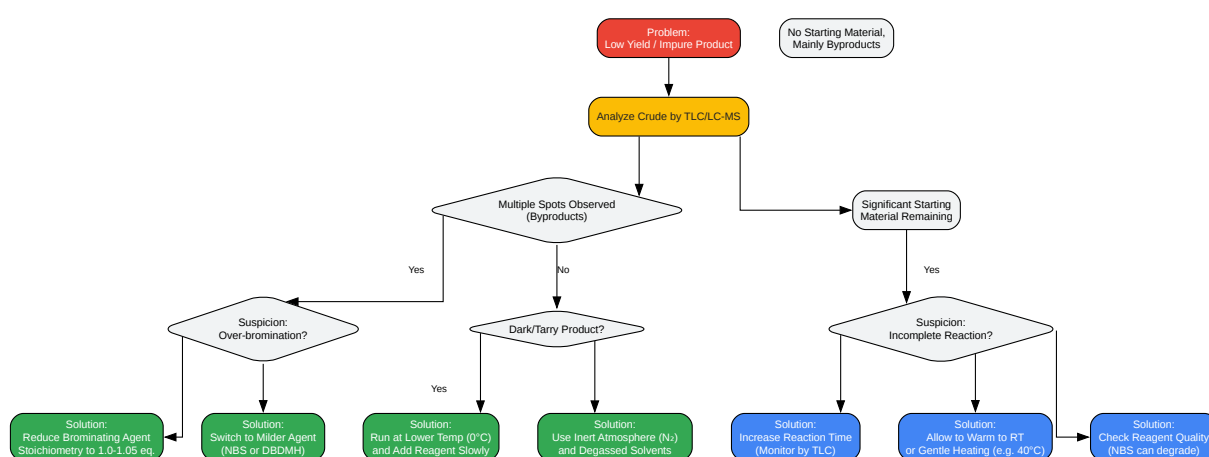 Problem:
Low Yield / Impure Product
No Starting Material,
Mainly Byproducts
Analyze Crude by TLC/LC-MS
Multiple Spots Observed
(Byproducts)
Significant Starting
Material Remaining
Yes
No
Yes
Suspicion:
Over-bromination?
Dark/Tarry Product?
Suspicion:
Incomplete Reaction?
Yes
Solution:
Reduce Brominating Agent
Stoichiometry to 1.0-1.05 eq.
Solution:
Switch to Milder Agent
(NBS or DBDMH)
Solution:
Run at Lower Temp (0°C)
and Add Reagent Slowly
Solution:
Use Inert Atmosphere (N₂)
and Degassed Solvents
Solution:
Increase Reaction Time
(Monitor by TLC)
Solution:
Allow to Warm to RT
or Gentle Heating (e.g. 40°C)
Solution:
Check Reagent Quality
(NBS can degrade)